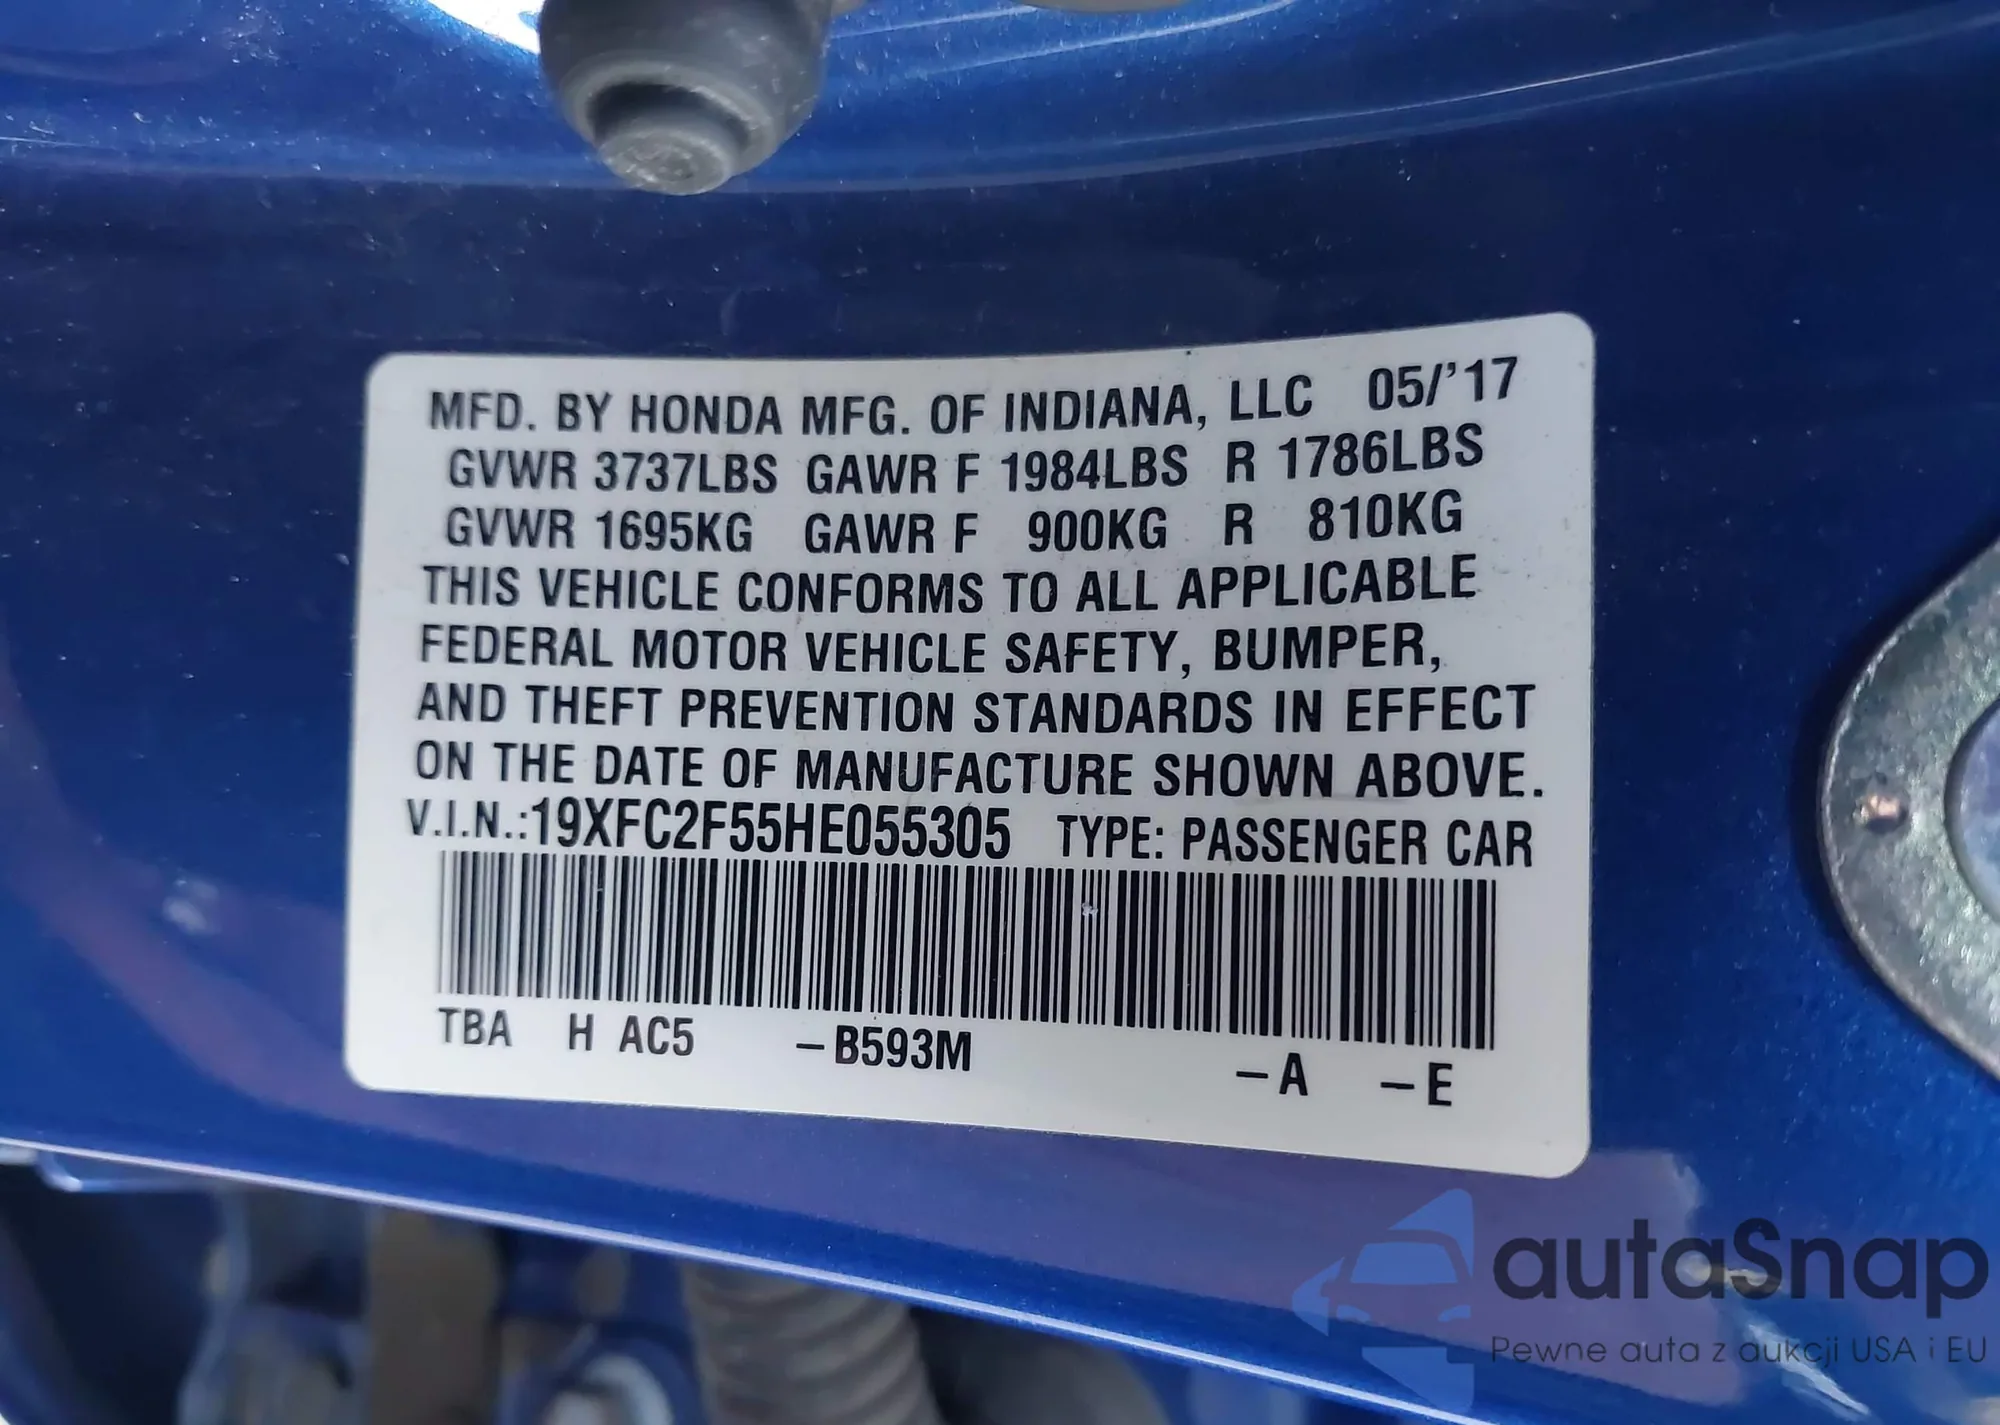 MFD. BY HONDA MFG. OF INDIANA, LLC 05/'17
GVWR 3737LBS GAWR F 1984LBS R 1786LBS
GVWR 1695KG GAWR F 900KG R 810KG
THIS VEHICLE CONFORMS TO ALL APPLICABLE
FEDERAL MOTOR VEHICLE SAFETY, BUMPER,
AND THEFT PREVENTION STANDARDS IN EFFECT
ON THE DATE OF MANUFACTURE SHOWN ABOVE.
V.I.N.:19XFC2F55HE055305 TYPE: PASSENGER CAR
TBA H AC5 –B593M –A –E
autaSnap
Pewne auta z aukcji USA i EU